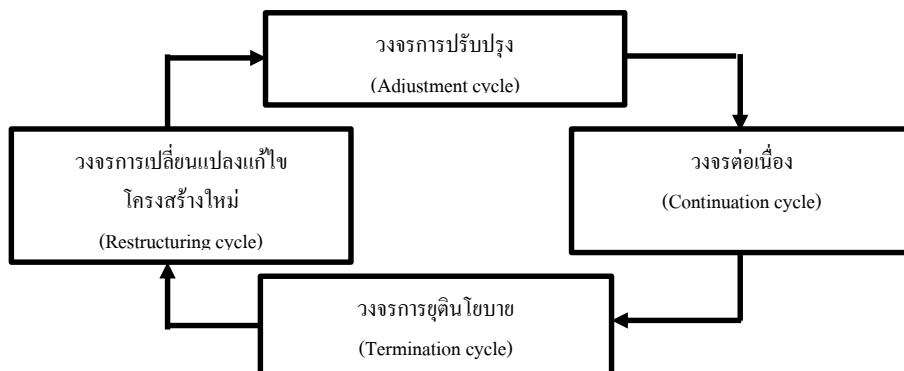 วงจรการปรับปรุง
(Adjustment cycle)
วงจรการเปลี่ยนแปลงแก้ไข
โครงสร้างใหม่
(Restructuring cycle)
วงจรต่อเนื่อง
(Continuation cycle)
วงจรการยุตินโยบาย
(Termination cycle)